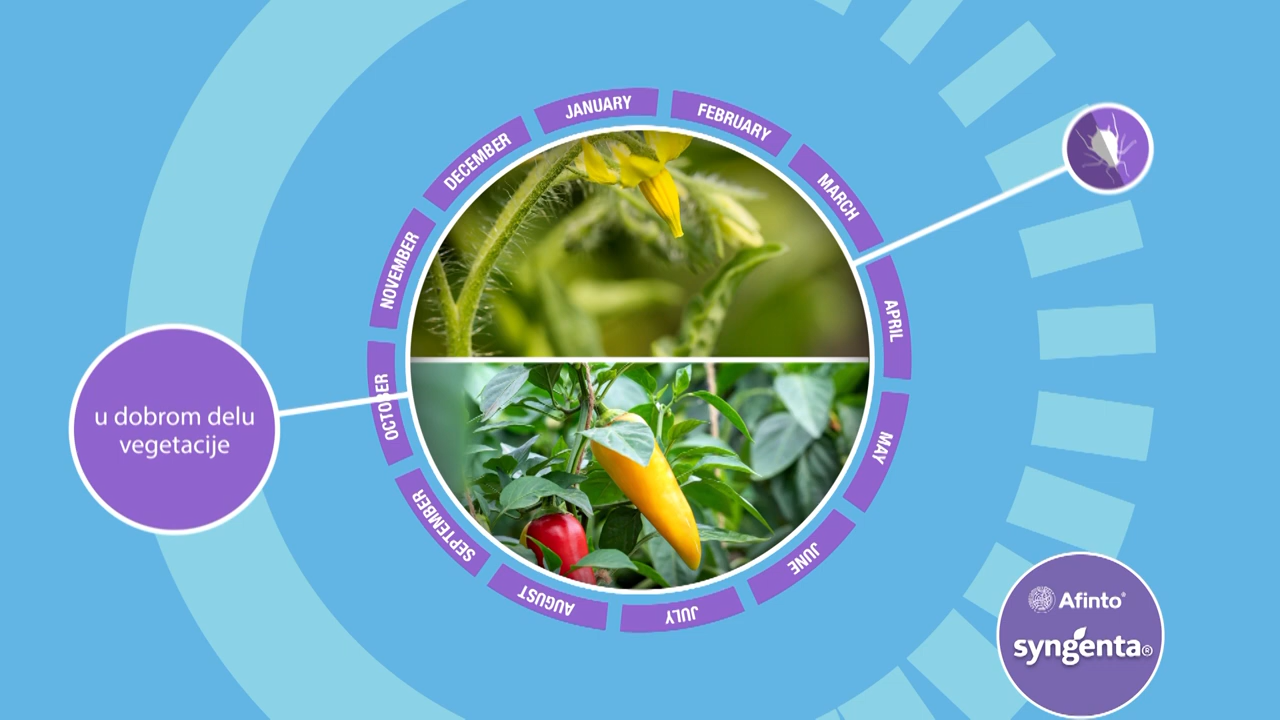 JANUARY
FEBRUARY
MARCH
APRIL
MAY
JUNE
JULY
AUGUST
SEPTEMBER
OCTOBER
NOVEMBER
DECEMBER
u dobrom delu
vegetacije
Afinto®
syngenta®